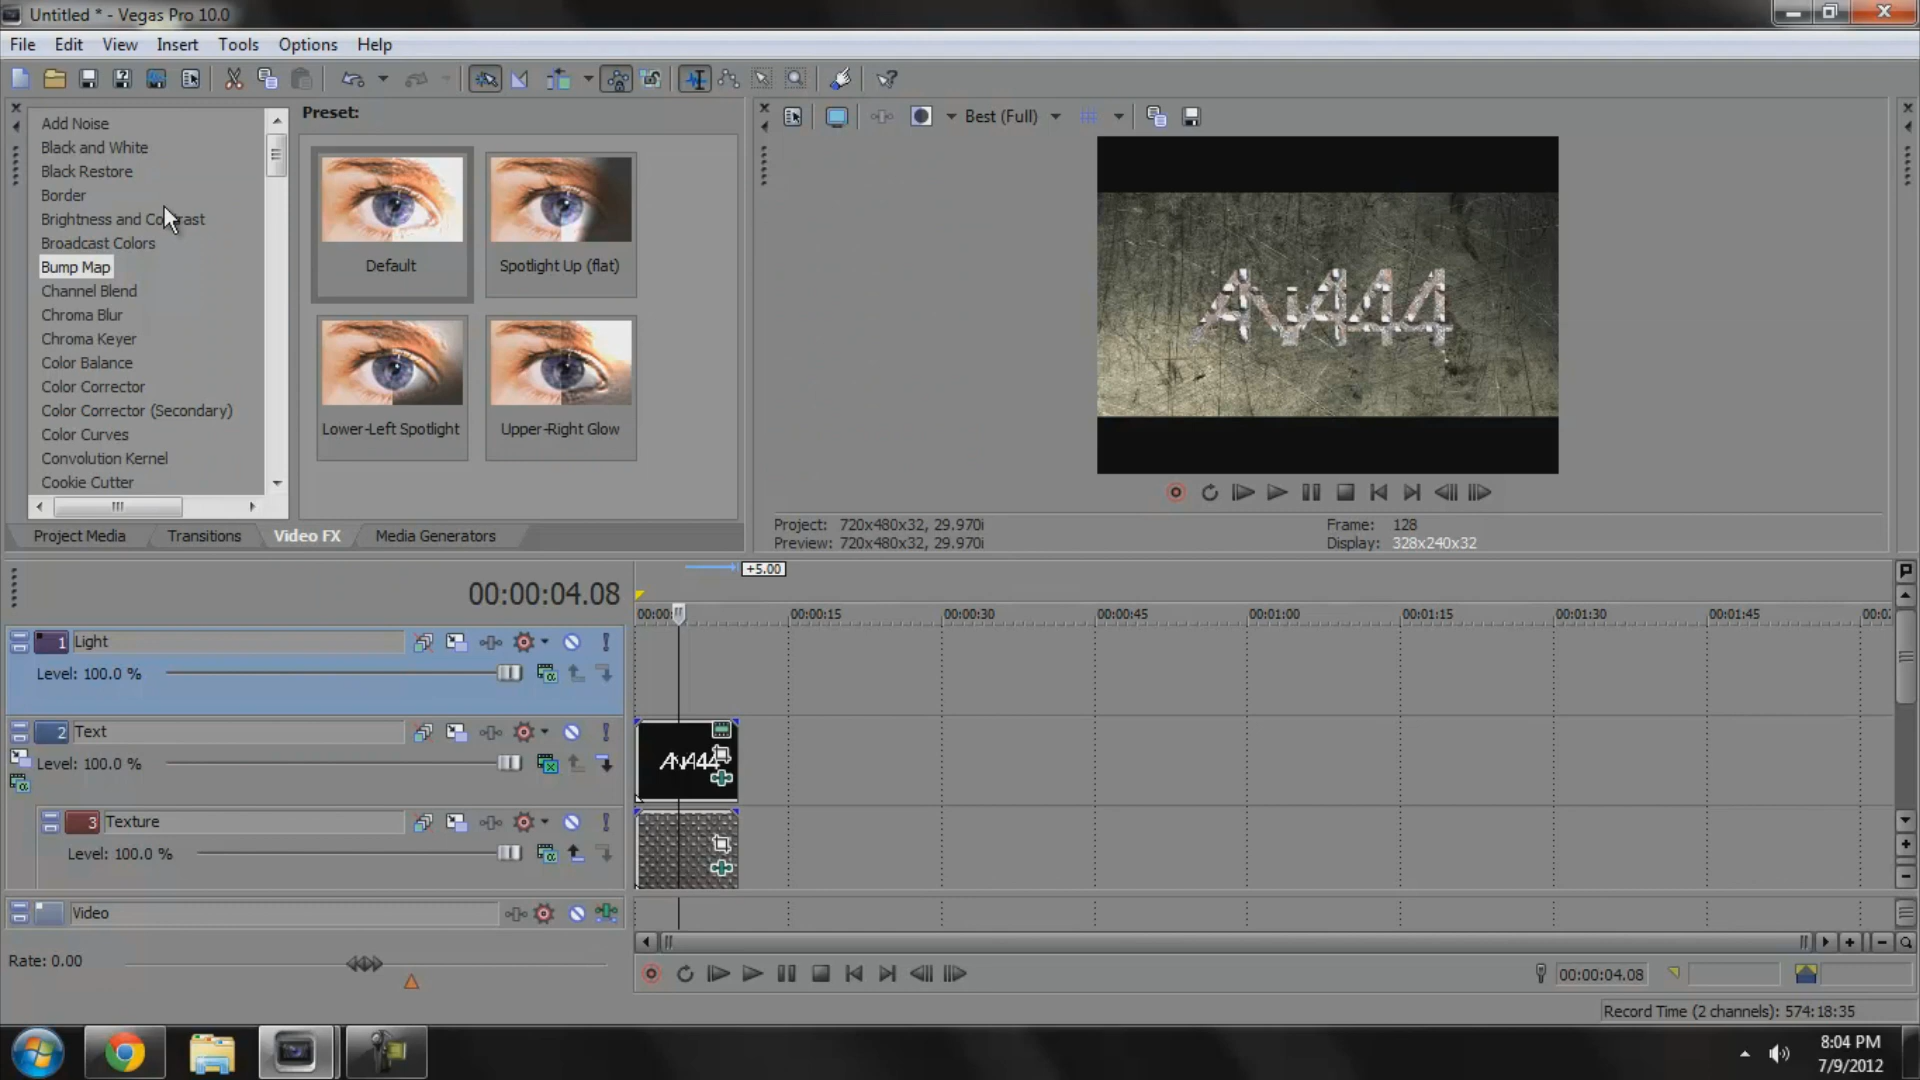 Untitled * - Vegas Pro 10.0
File Edit View Insert Tools Options Help
Add Noise
Black and White
Black Restore
Border
Brightness and Contrast
Broadcast Colors
Bump Map
Channel Blend
Chroma Blur
Chroma Keyer
Color Balance
Color Corrector
Color Corrector (Secondary)
Color Curves
Convolution Kernel
Cookie Cutter
Preset:
Default
Spotlight Up (flat)
Lower-Left Spotlight
Upper-Right Glow
Project Media Transitions Video FX Media Generators
Best (Full)
Project: 720x480x32, 29.970i
Preview: 720x480x32, 29.970i
Frame: 128
Display: 328x240x32
+5.00
00:00:04.08
00:00:15 00:00:30 00:00:45 00:01:00 00:01:15 00:01:30 00:01:45
1 Light
Level: 100.0 %
2 Text
Level: 100.0 %
3 Texture
Level: 100.0 %
Video
Rate: 0.00
00:00:04.08
Record Time (2 channels): 574:18:35
8:04 PM
7/9/2012